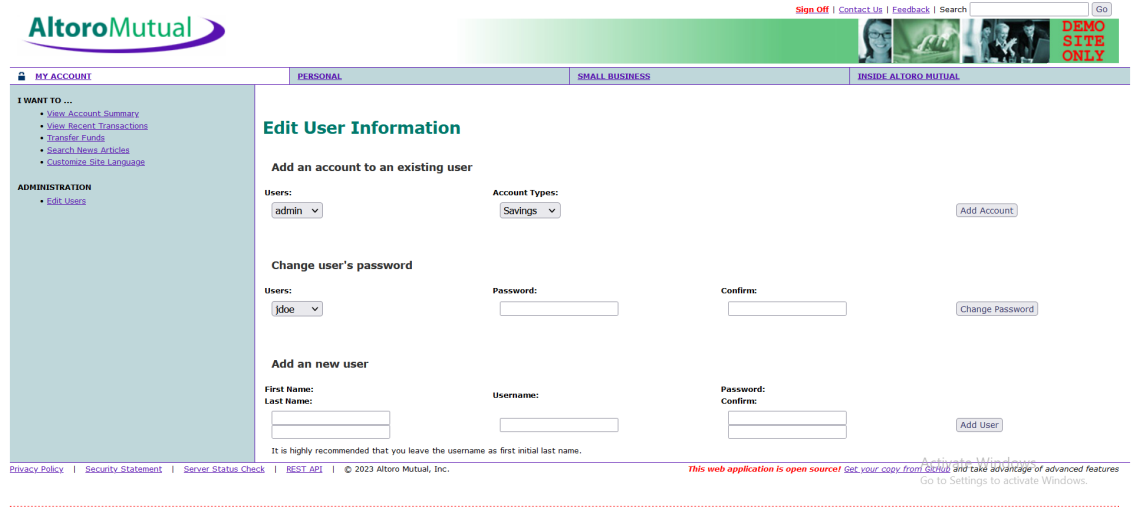 Sign Off | Contact Us | Feedback | Search Go
AltoroMutual
DEMO
SITE
ONLY
MY ACCOUNT PERSONAL SMALL BUSINESS INSIDE ALTORO MUTUAL
I WANT TO ...
• View Account Summary
• View Recent Transactions
• Transfer Funds
• Search News Articles
• Customize Site Language
ADMINISTRATION
• Edit Users
Edit User Information
Add an account to an existing user
Users: Account Types:
admin Savings Add Account
Change user's password
Users: Password: Confirm:
jdoe Change Password
Add an new user
First Name:
Last Name:
Username:
Password:
Confirm:
Add User
It is highly recommended that you leave the username as first initial last name.
Privacy Policy | Security Statement | Server Status Check | REST API | © 2023 Altoro Mutual, Inc. This web application is open source! Get your copy from GitHub and take advantage of advanced features
Activate Windows
Go to Settings to activate Windows.